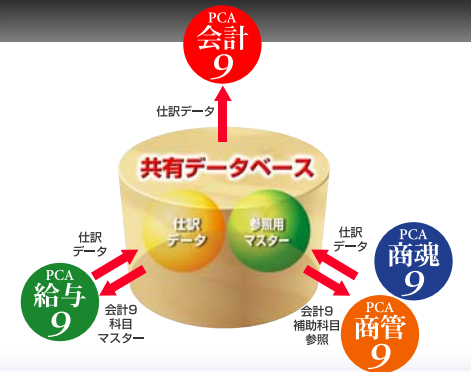 PCA
会計
9
仕訳データ
共有データベース
仕訳
データ
参照用
マスター
仕訳
データ
仕訳
データ
PCA
給与
9
会計9
科目
マスター
会計9
補助科目
参照
PCA
商魂
9
PCA
商管
9